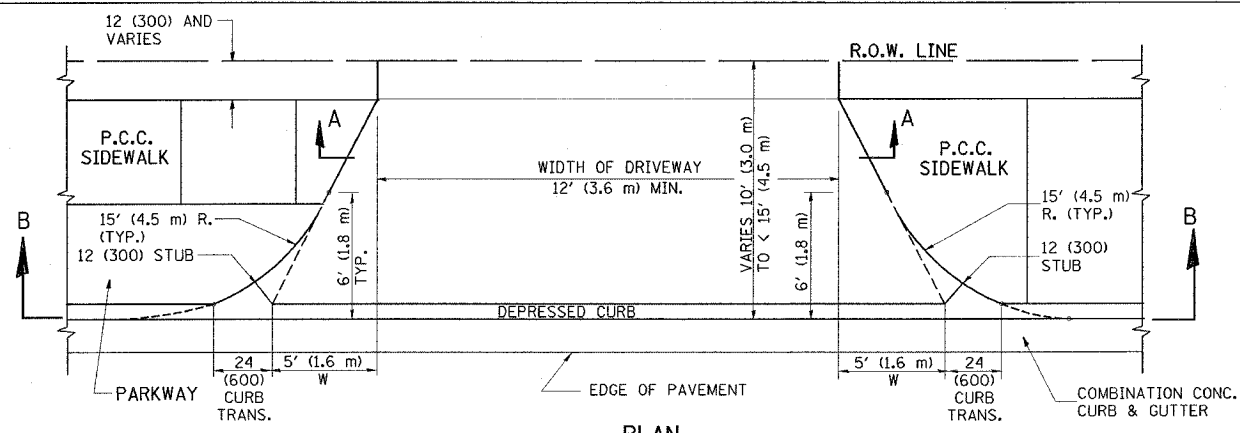 12 (300) AND
VARIES
R.O.W. LINE
A
A
P.C.C.
SIDEWALK
P.C.C.
SIDEWALK
WIDTH OF DRIVEWAY
12' (3.6 m) MIN.
VARIES 10' (3.0 m)
TO < 15' (4.5 m)
B
B
15' (4.5 m) R.
(TYP.)
12 (300) STUB
6' (1.8 m)
TYP.
6' (1.8 m)
15' (4.5 m)
R. (TYP.)
12 (300)
STUB
DEPRESSED CURB
24
(600)
CURB
TRANS.
5' (1.6 m)
W
5' (1.6 m)
W
24
(600)
CURB
TRANS.
PARKWAY
EDGE OF PAVEMENT
COMBINATION CONC.
CURB & GUTTER
PLAN